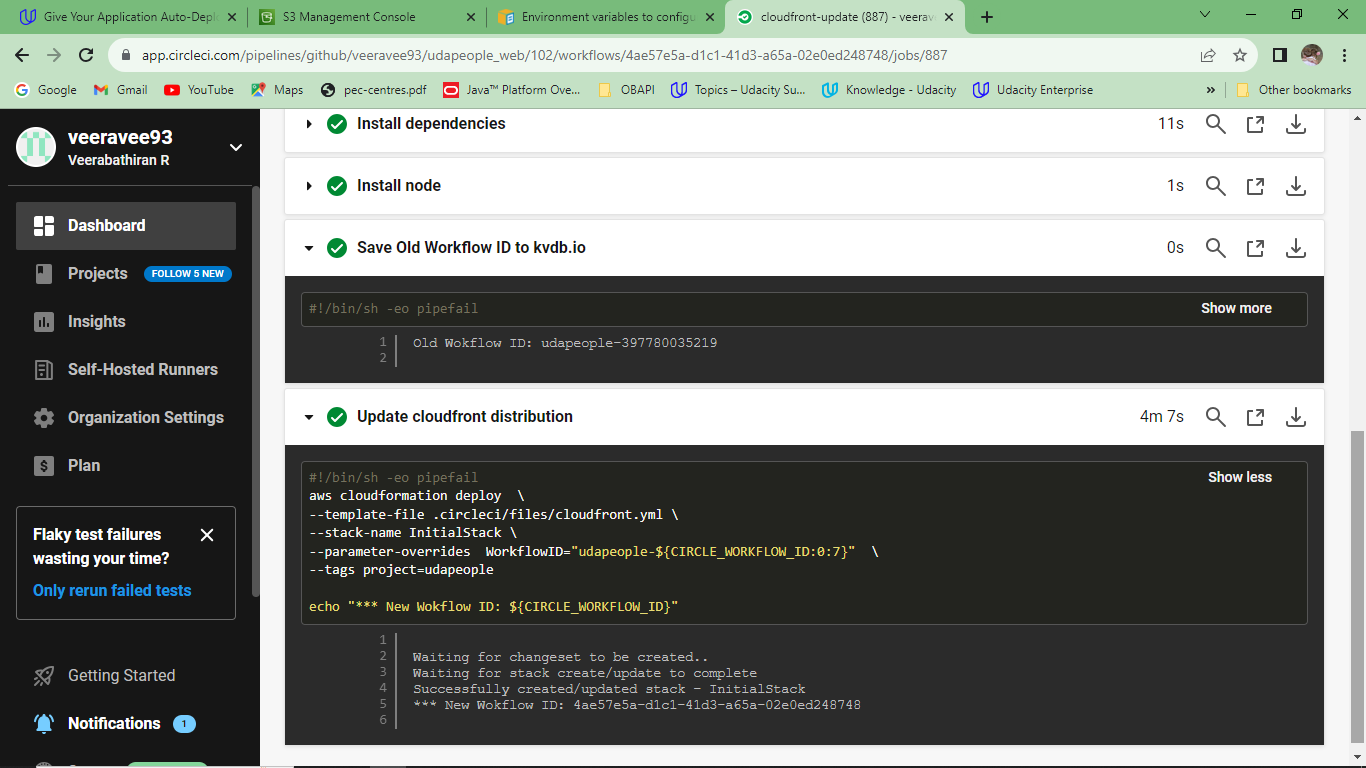 Give Your Application Auto-Depl
S3 Management Console
Environment variables to configu
cloudfront-update (887) - veerav
app.circleci.com/pipelines/github/veeravee93/udapeople_web/102/workflows/4ae57e5a-d1c1-41d3-a65a-02e0ed248748/jobs/887
Google
Gmail
YouTube
Maps
pec-centres.pdf
Java™ Platform Ove...
OBAPI
Topics – Udacity Su...
Knowledge - Udacity
Udacity Enterprise
»
Other bookmarks
veeravee93
Veerabathiran R
Dashboard
Projects
FOLLOW 5 NEW
Insights
Self-Hosted Runners
Organization Settings
Plan
Flaky test failures
wasting your time?
Only rerun failed tests
Getting Started
Notifications
1
Install dependencies
11s
Install node
1s
Save Old Workflow ID to kvdb.io
0s
#!/bin/sh -eo pipefail
Show more
1 Old Wokflow ID: udapeople-397780035219
2
Update cloudfront distribution
4m 7s
#!/bin/sh -eo pipefail
Show less
aws cloudformation deploy \
--template-file .circleci/files/cloudfront.yml \
--stack-name InitialStack \
--parameter-overrides WorkflowID="udapeople-${CIRCLE_WORKFLOW_ID:0:7}" \
--tags project=udapeople
echo "*** New Wokflow ID: ${CIRCLE_WORKFLOW_ID}"
1
2 Waiting for changeset to be created..
3 Waiting for stack create/update to complete
4 Successfully created/updated stack - InitialStack
5 *** New Wokflow ID: 4ae57e5a-d1c1-41d3-a65a-02e0ed248748
6